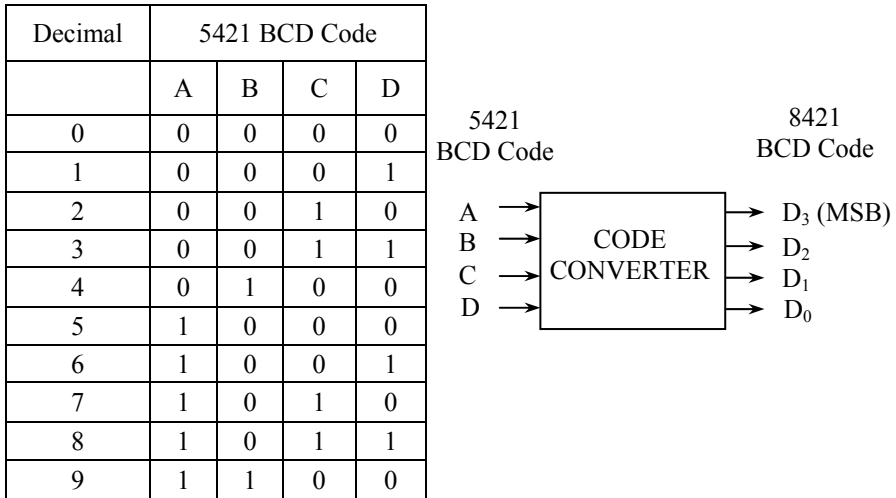 Decimal 5421 BCD Code
A B C D
0 0 0 0 0
1 0 0 0 1
2 0 0 1 0
3 0 0 1 1
4 0 1 0 0
5 1 0 0 0
6 1 0 0 1
7 1 0 1 0
8 1 0 1 1
9 1 1 0 0
5421
BCD Code
8421
BCD Code
A
B
C
D
CODE
CONVERTER
D₃ (MSB)
D₂
D₁
D₀